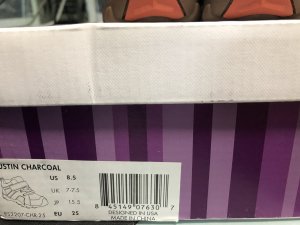 USTIN CHARCOAL
US 8.5
UK 7-7.5
JP 15.5
EU 25
8 45149 07630 7
DESIGNED IN USA
MADE IN CHINA